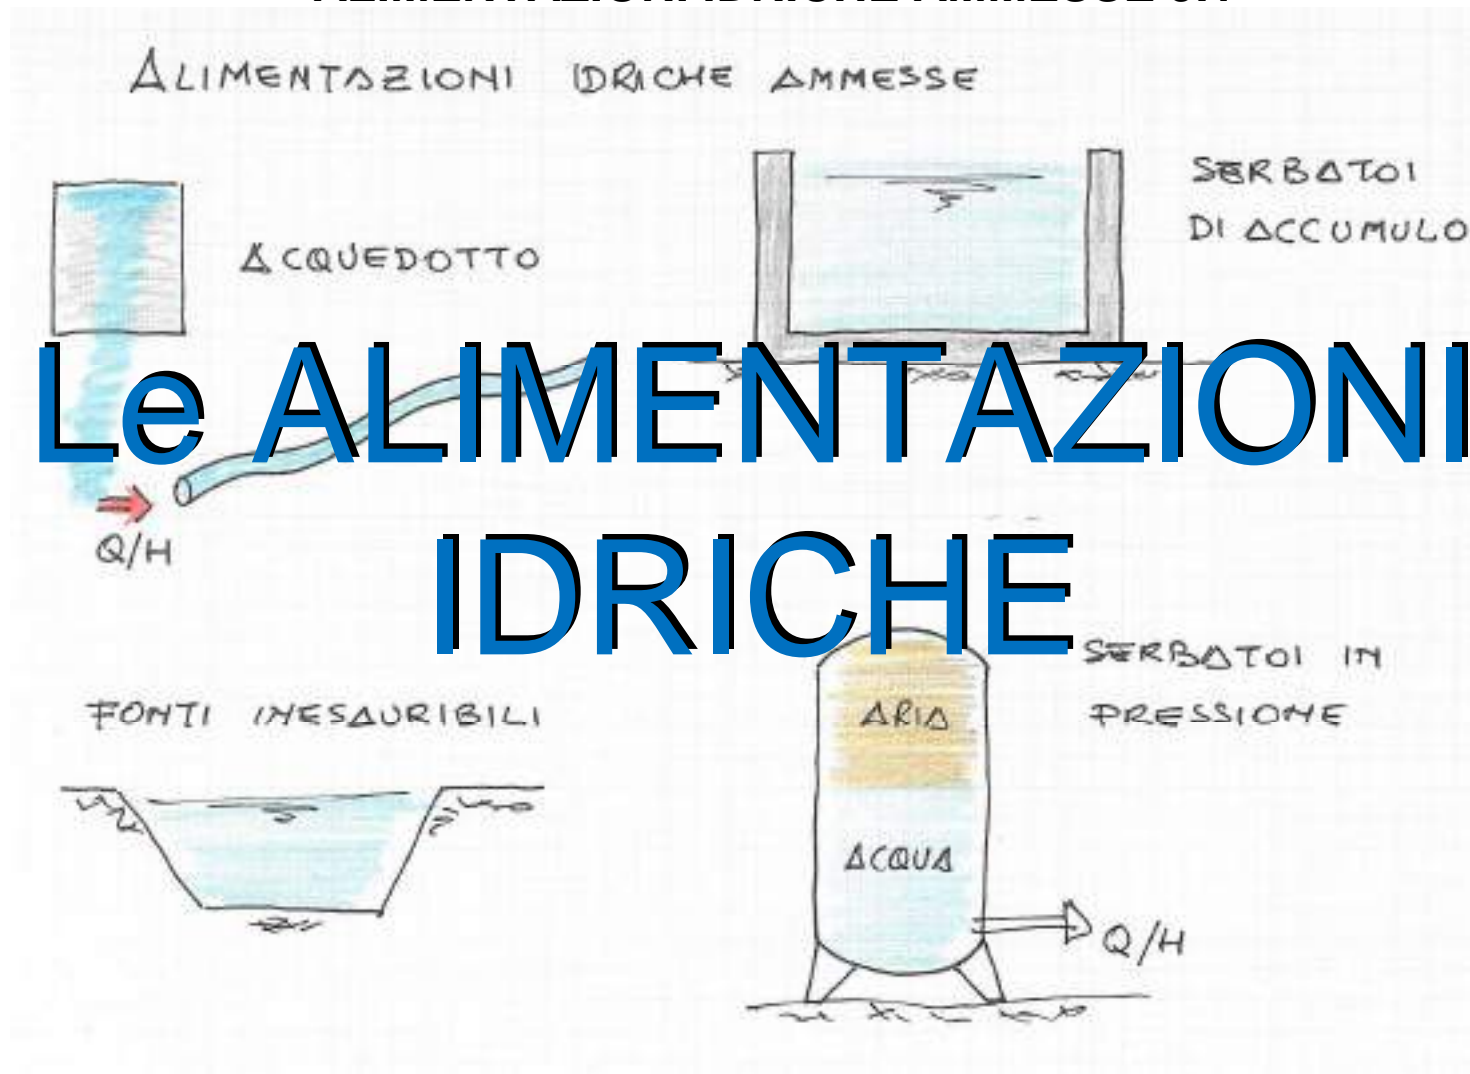 ALIMENTAZIONI IDRICHE AMMESSE
SERBATOI
DI ACCUMULO
ACQUEDOTTO
Le ALIMENTAZIONI
IDRICHE
Q/H
SERBATOI IN
PRESSIONE
FONTI INESAURIBILI
ARIA
ACQUA
Q/H